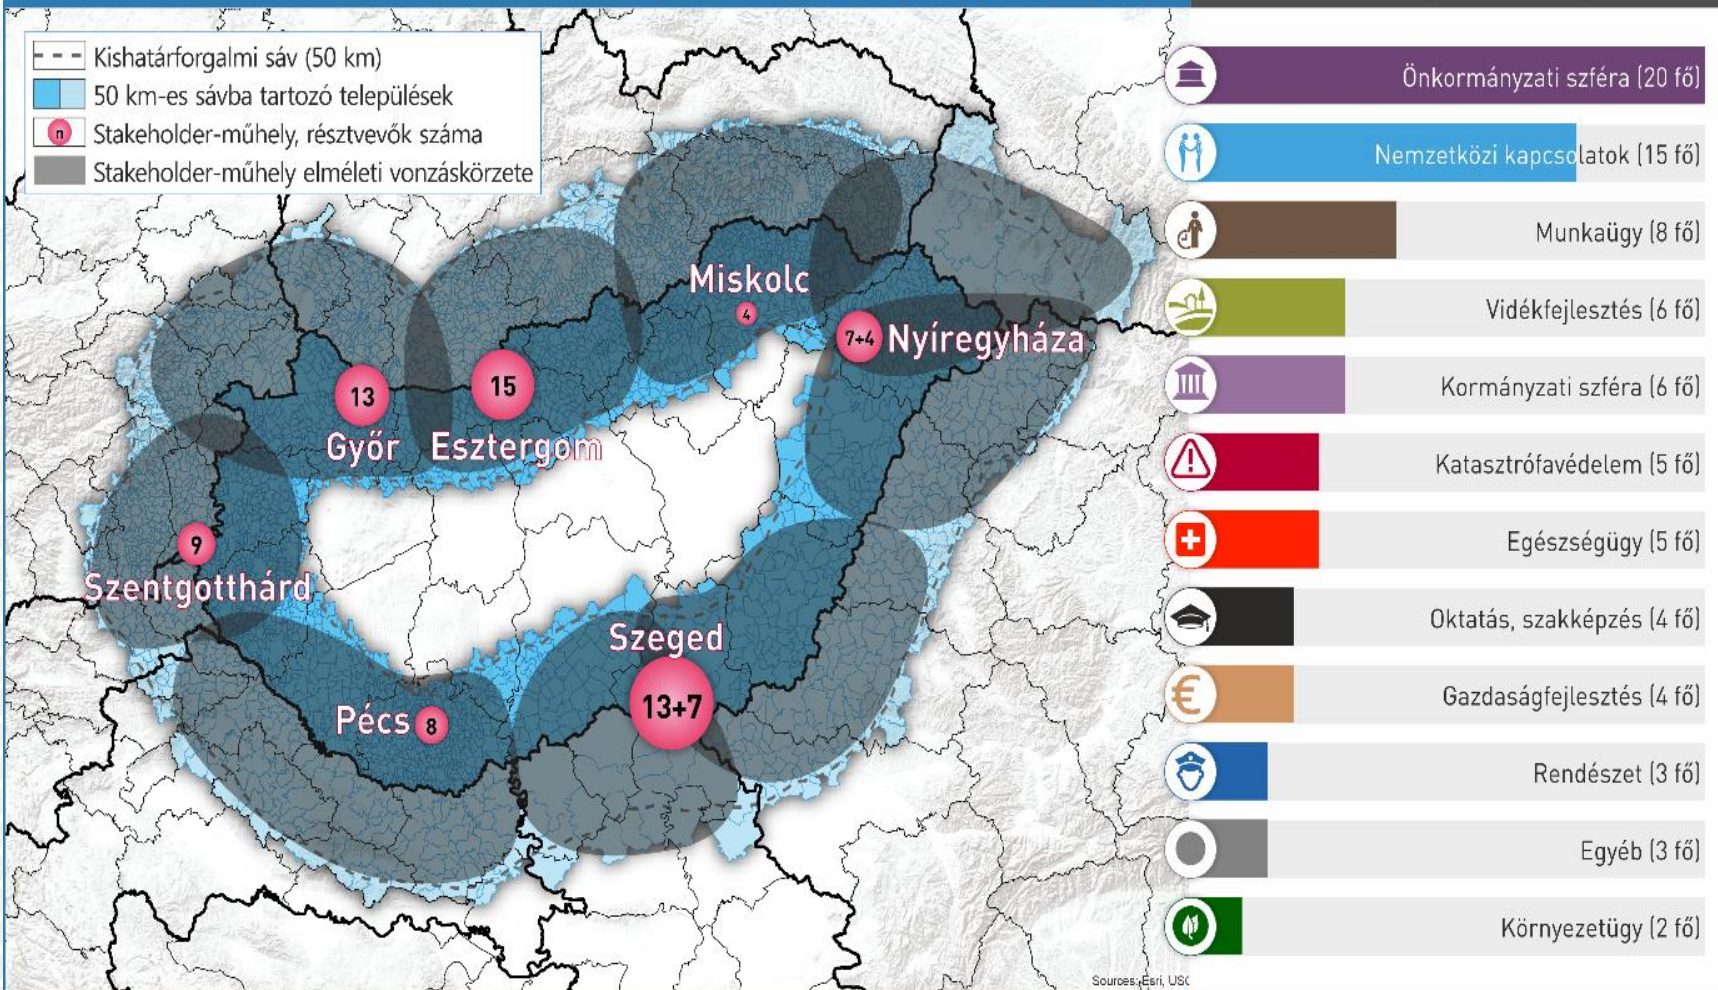 Kishatárforgalmi sáv (50 km)
50 km-es sávba tartozó települések
n Stakeholder-műhely, résztvevők száma
Stakeholder-műhely elméleti vonzáskörzete
Miskolc
4
7+4 Nyíregyháza
13
15
Győr
Esztergom
9
Szentgotthárd
Szeged
13+7
Pécs 8
Sources: Esri, USG
Önkormányzati szféra (20 fő)
Nemzetközi kapcsolatok (15 fő)
Munkaügy (8 fő)
Vidékfejlesztés (6 fő)
Kormányzati szféra (6 fő)
Katasztrófavédelem (5 fő)
Egészségügy (5 fő)
Oktatás, szakképzés (4 fő)
Gazdaságfejlesztés (4 fő)
Rendészet (3 fő)
Egyéb (3 fő)
Környezetügy (2 fő)